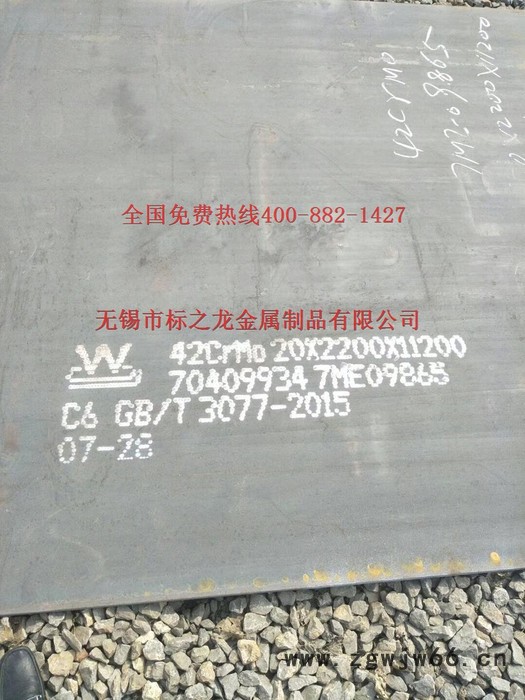 全国免费热线400-882-1427
无锡市标之龙金属制品有限公司
W 42CrMo 20X2200X11200
70409934 7ME09865
C6 GB/T 3077-2015
07-28
42CrMo
www.zgwjw66.cn